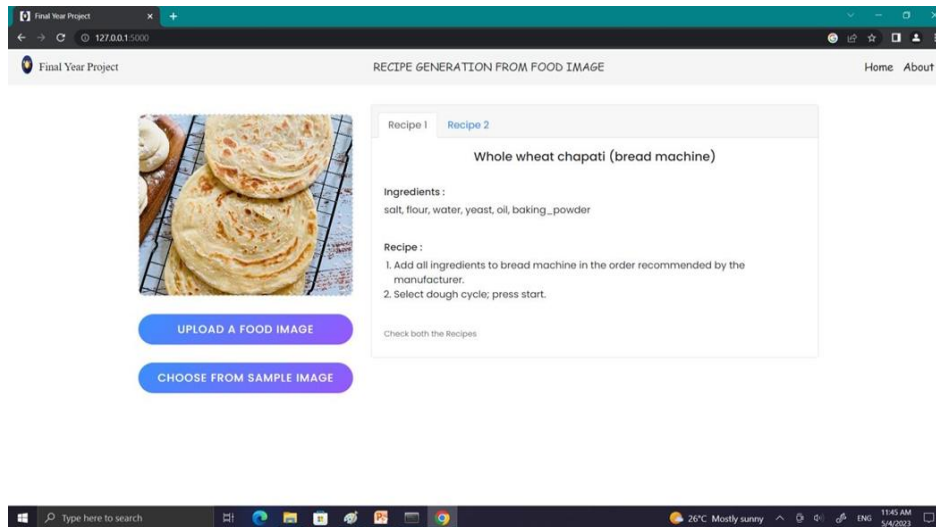 Final Year Project
127.0.0.1:5000
Final Year Project
RECIPE GENERATION FROM FOOD IMAGE
Home About
Recipe 1 Recipe 2
Whole wheat chapati (bread machine)
Ingredients :
salt, flour, water, yeast, oil, baking_powder
Recipe :
1. Add all ingredients to bread machine in the order recommended by the
manufacturer.
2. Select dough cycle; press start.
Check both the Recipes
UPLOAD A FOOD IMAGE
CHOOSE FROM SAMPLE IMAGE
Type here to search
26°C Mostly sunny
ENG
11:45 AM
5/4/2023